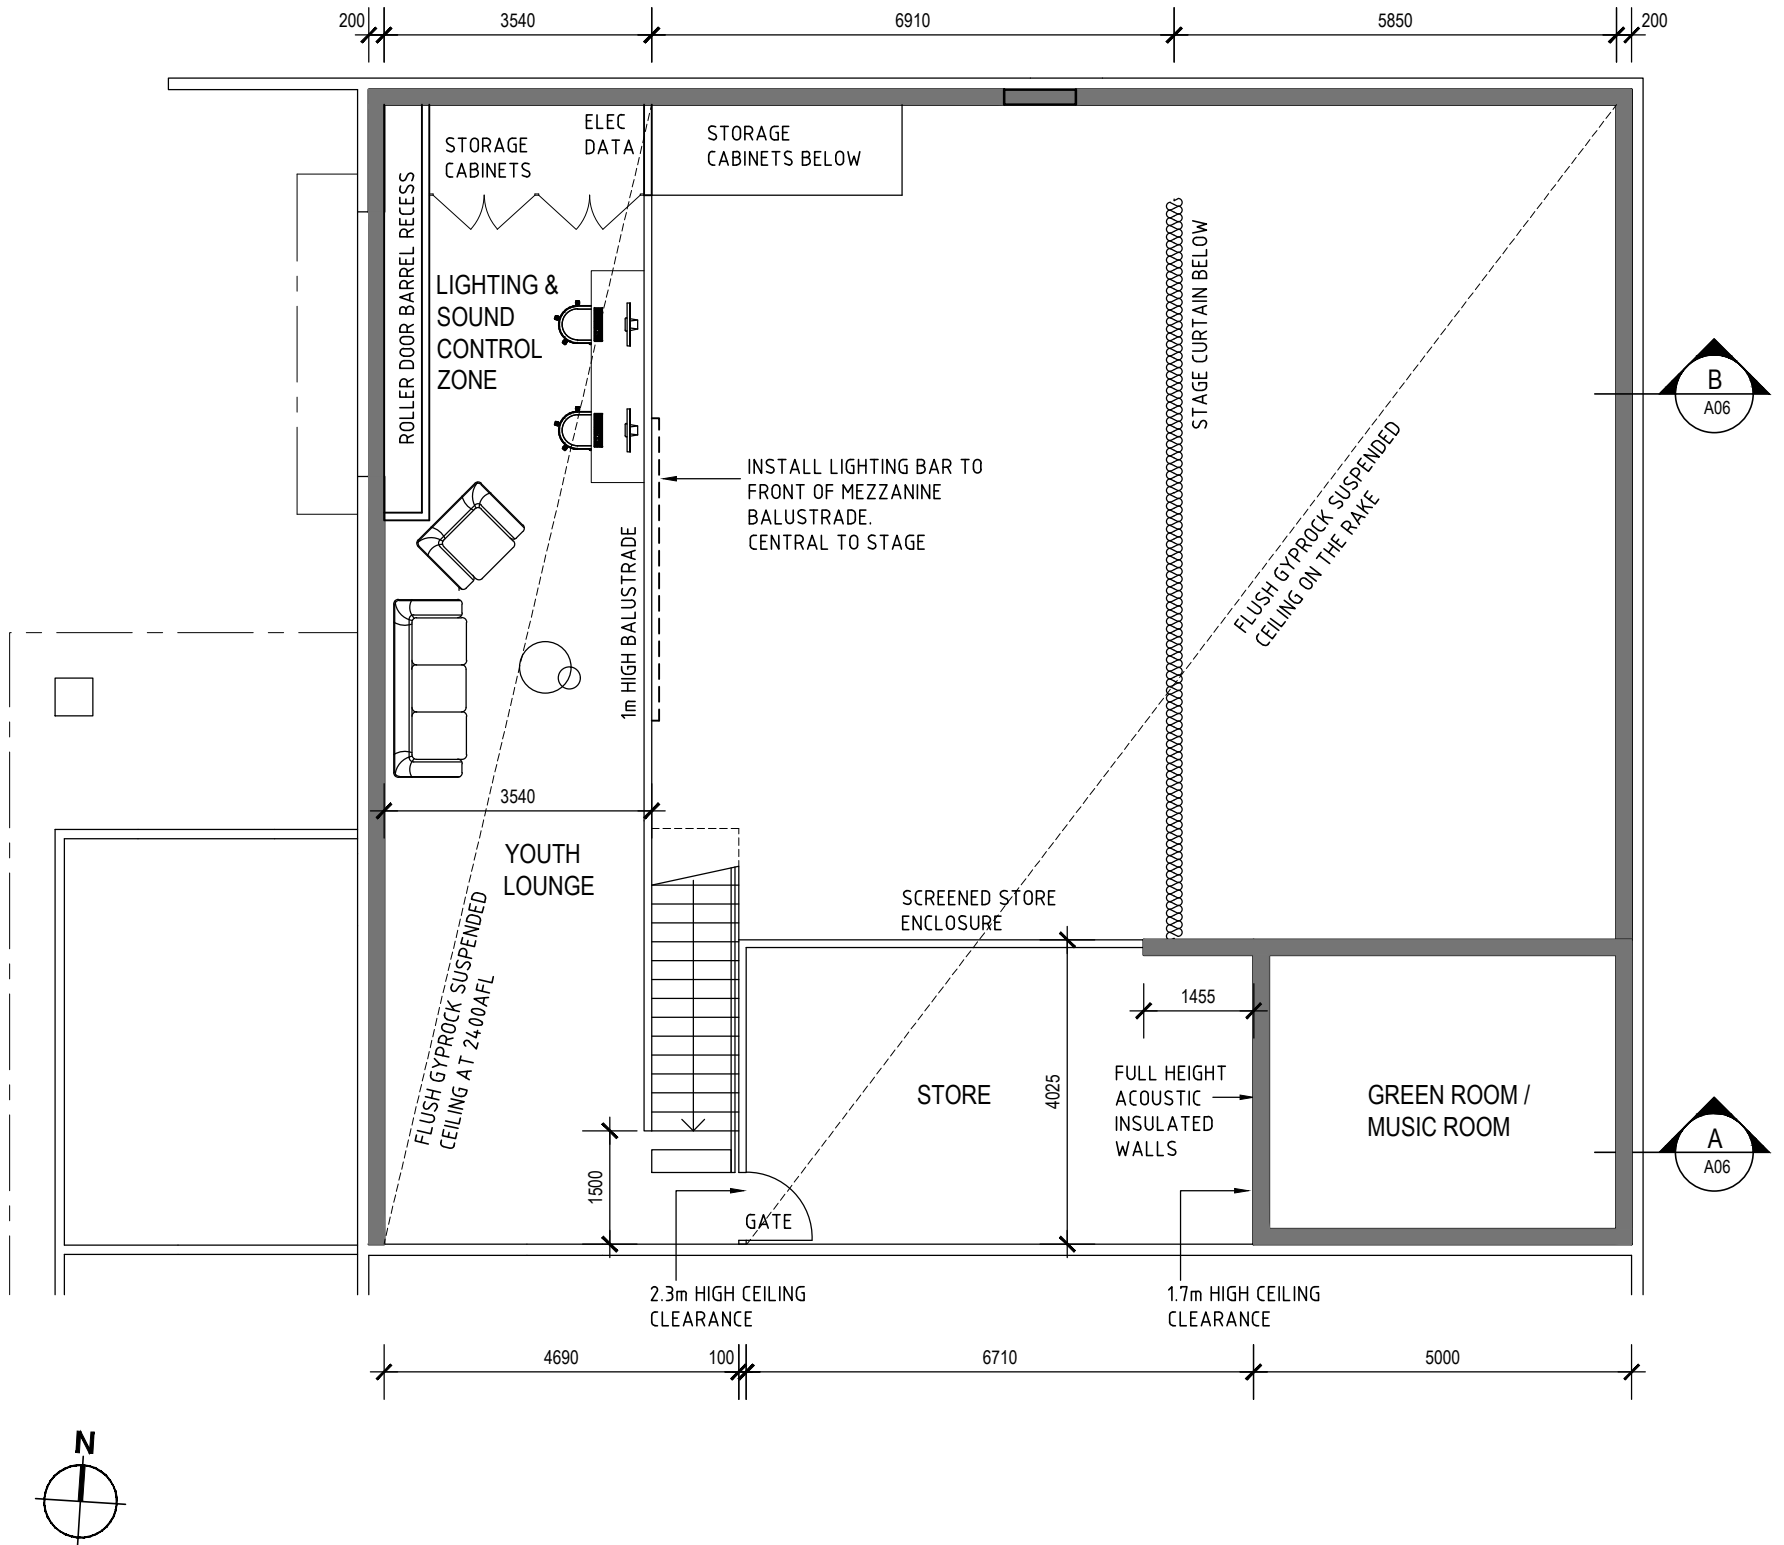 200
3540
6910
5850
200
STORAGE
CABINETS
ELEC
DATA
STORAGE
CABINETS BELOW
ROLLER DOOR BARREL RECESS
LIGHTING &
SOUND
CONTROL
ZONE
STAGE CURTAIN BELOW
B
A06
INSTALL LIGHTING BAR TO
FRONT OF MEZZANINE
BALUSTRADE.
CENTRAL TO STAGE
FLUSH GYPROCK SUSPENDED
CEILING ON THE RAKE
1m HIGH BALUSTRADE
3540
YOUTH
LOUNGE
SCREENED STORE
ENCLOSURE
FLUSH GYPROCK SUSPENDED
CEILING AT 2400AFL
1455
4025
STORE
FULL HEIGHT
ACOUSTIC
INSULATED
WALLS
GREEN ROOM /
MUSIC ROOM
A
A06
1500
GATE
2.3m HIGH CEILING
CLEARANCE
1.7m HIGH CEILING
CLEARANCE
4690
100
6710
5000
N